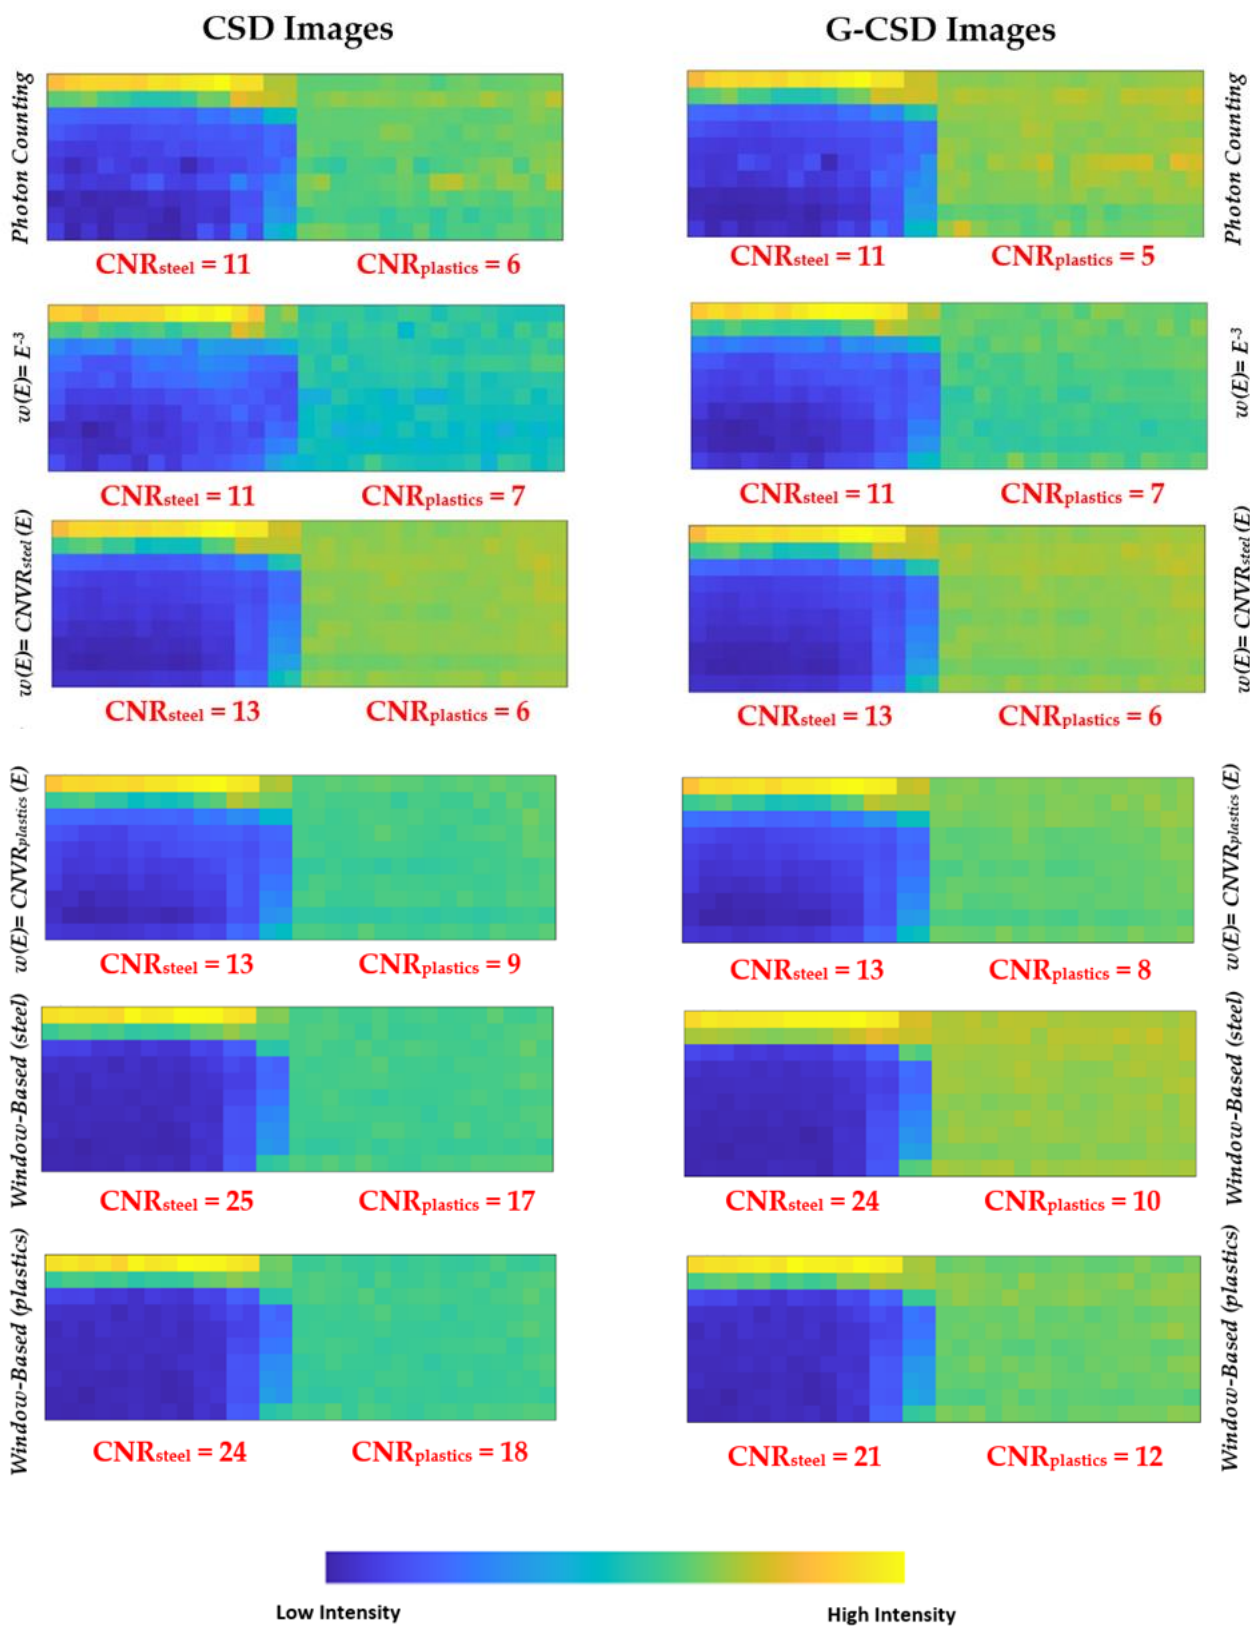 CSD Images
G-CSD Images
Photon Counting
Photon Counting
CNRsteel = 11
CNRplastics = 6
CNRsteel = 11
CNRplastics = 5
w(E)= E-3
w(E)= E-3
CNRsteel = 11
CNRplastics = 7
CNRsteel = 11
CNRplastics = 7
w(E)= CNVRsteel (E)
w(E)= CNVRsteel (E)
CNRsteel = 13
CNRplastics = 6
CNRsteel = 13
CNRplastics = 6
w(E)= CNVRplastics (E)
w(E)= CNVRplastics (E)
CNRsteel = 13
CNRplastics = 9
CNRsteel = 13
CNRplastics = 8
Window-Based (steel)
Window-Based (steel)
CNRsteel = 25
CNRplastics = 17
CNRsteel = 24
CNRplastics = 10
Window-Based (plastics)
Window-Based (plastics)
CNRsteel = 24
CNRplastics = 18
CNRsteel = 21
CNRplastics = 12
Low Intensity
High Intensity